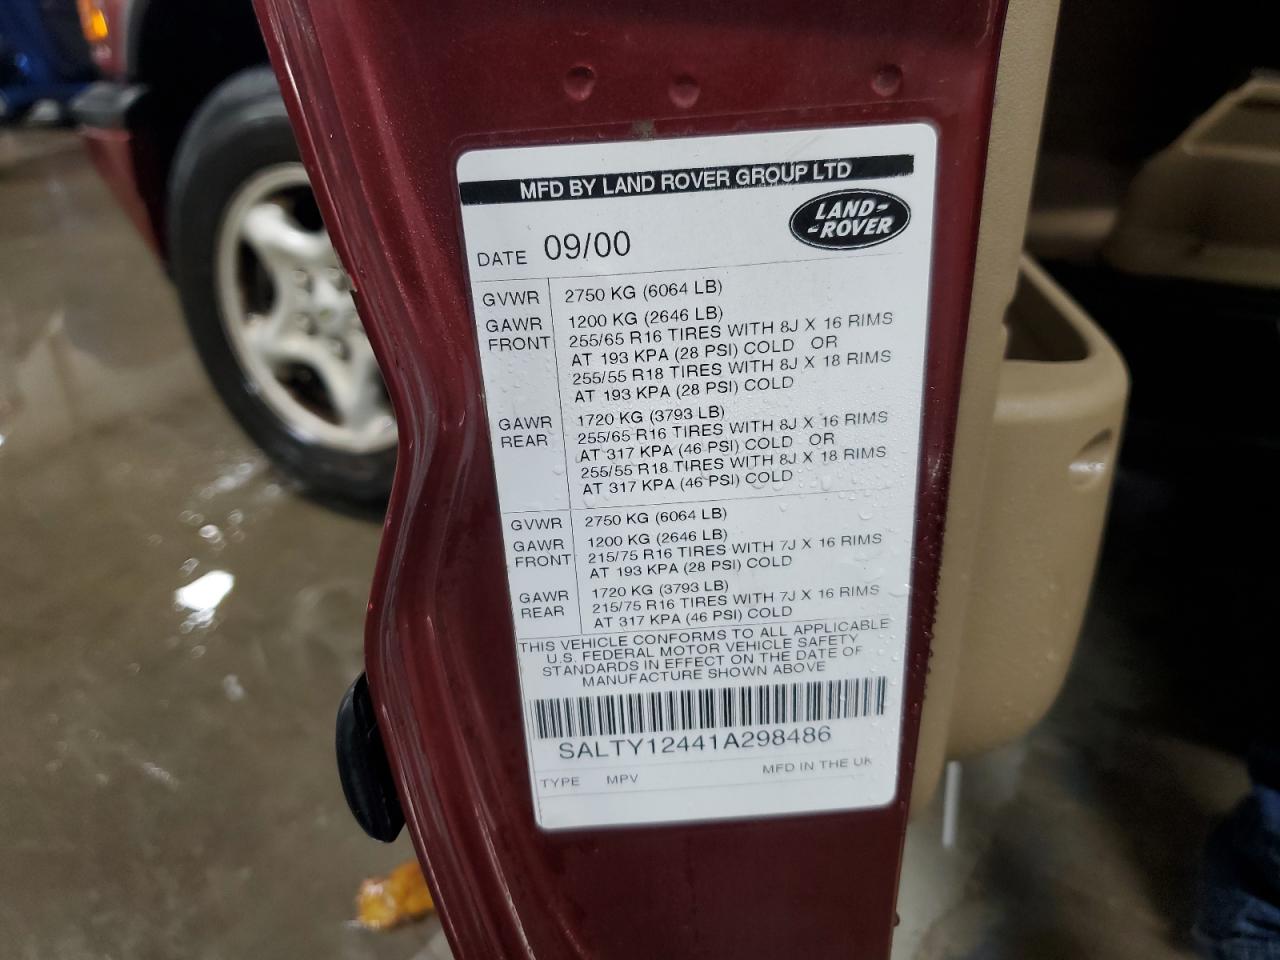 MFD BY LAND ROVER GROUP LTD
LAND-
-ROVER
DATE 09/00
GVWR 2750 KG (6064 LB)
GAWR 1200 KG (2646 LB)
FRONT 255/65 R16 TIRES WITH 8J X 16 RIMS
AT 193 KPA (28 PSI) COLD OR
255/55 R18 TIRES WITH 8J X 18 RIMS
AT 193 KPA (28 PSI) COLD
GAWR 1720 KG (3793 LB)
REAR 255/65 R16 TIRES WITH 8J X 16 RIMS
AT 317 KPA (46 PSI) COLD OR
255/55 R18 TIRES WITH 8J X 18 RIMS
AT 317 KPA (46 PSI) COLD
GVWR 2750 KG (6064 LB)
GAWR 1200 KG (2646 LB)
FRONT 215/75 R16 TIRES WITH 7J X 16 RIMS
AT 193 KPA (28 PSI) COLD
GAWR 1720 KG (3793 LB)
REAR 215/75 R16 TIRES WITH 7J X 16 RIMS
AT 317 KPA (46 PSI) COLD
THIS VEHICLE CONFORMS TO ALL APPLICABLE
U.S. FEDERAL MOTOR VEHICLE SAFETY
STANDARDS IN EFFECT ON THE DATE OF
MANUFACTURE SHOWN ABOVE
SALTY12441A298486
TYPE MPV MFD IN THE UK